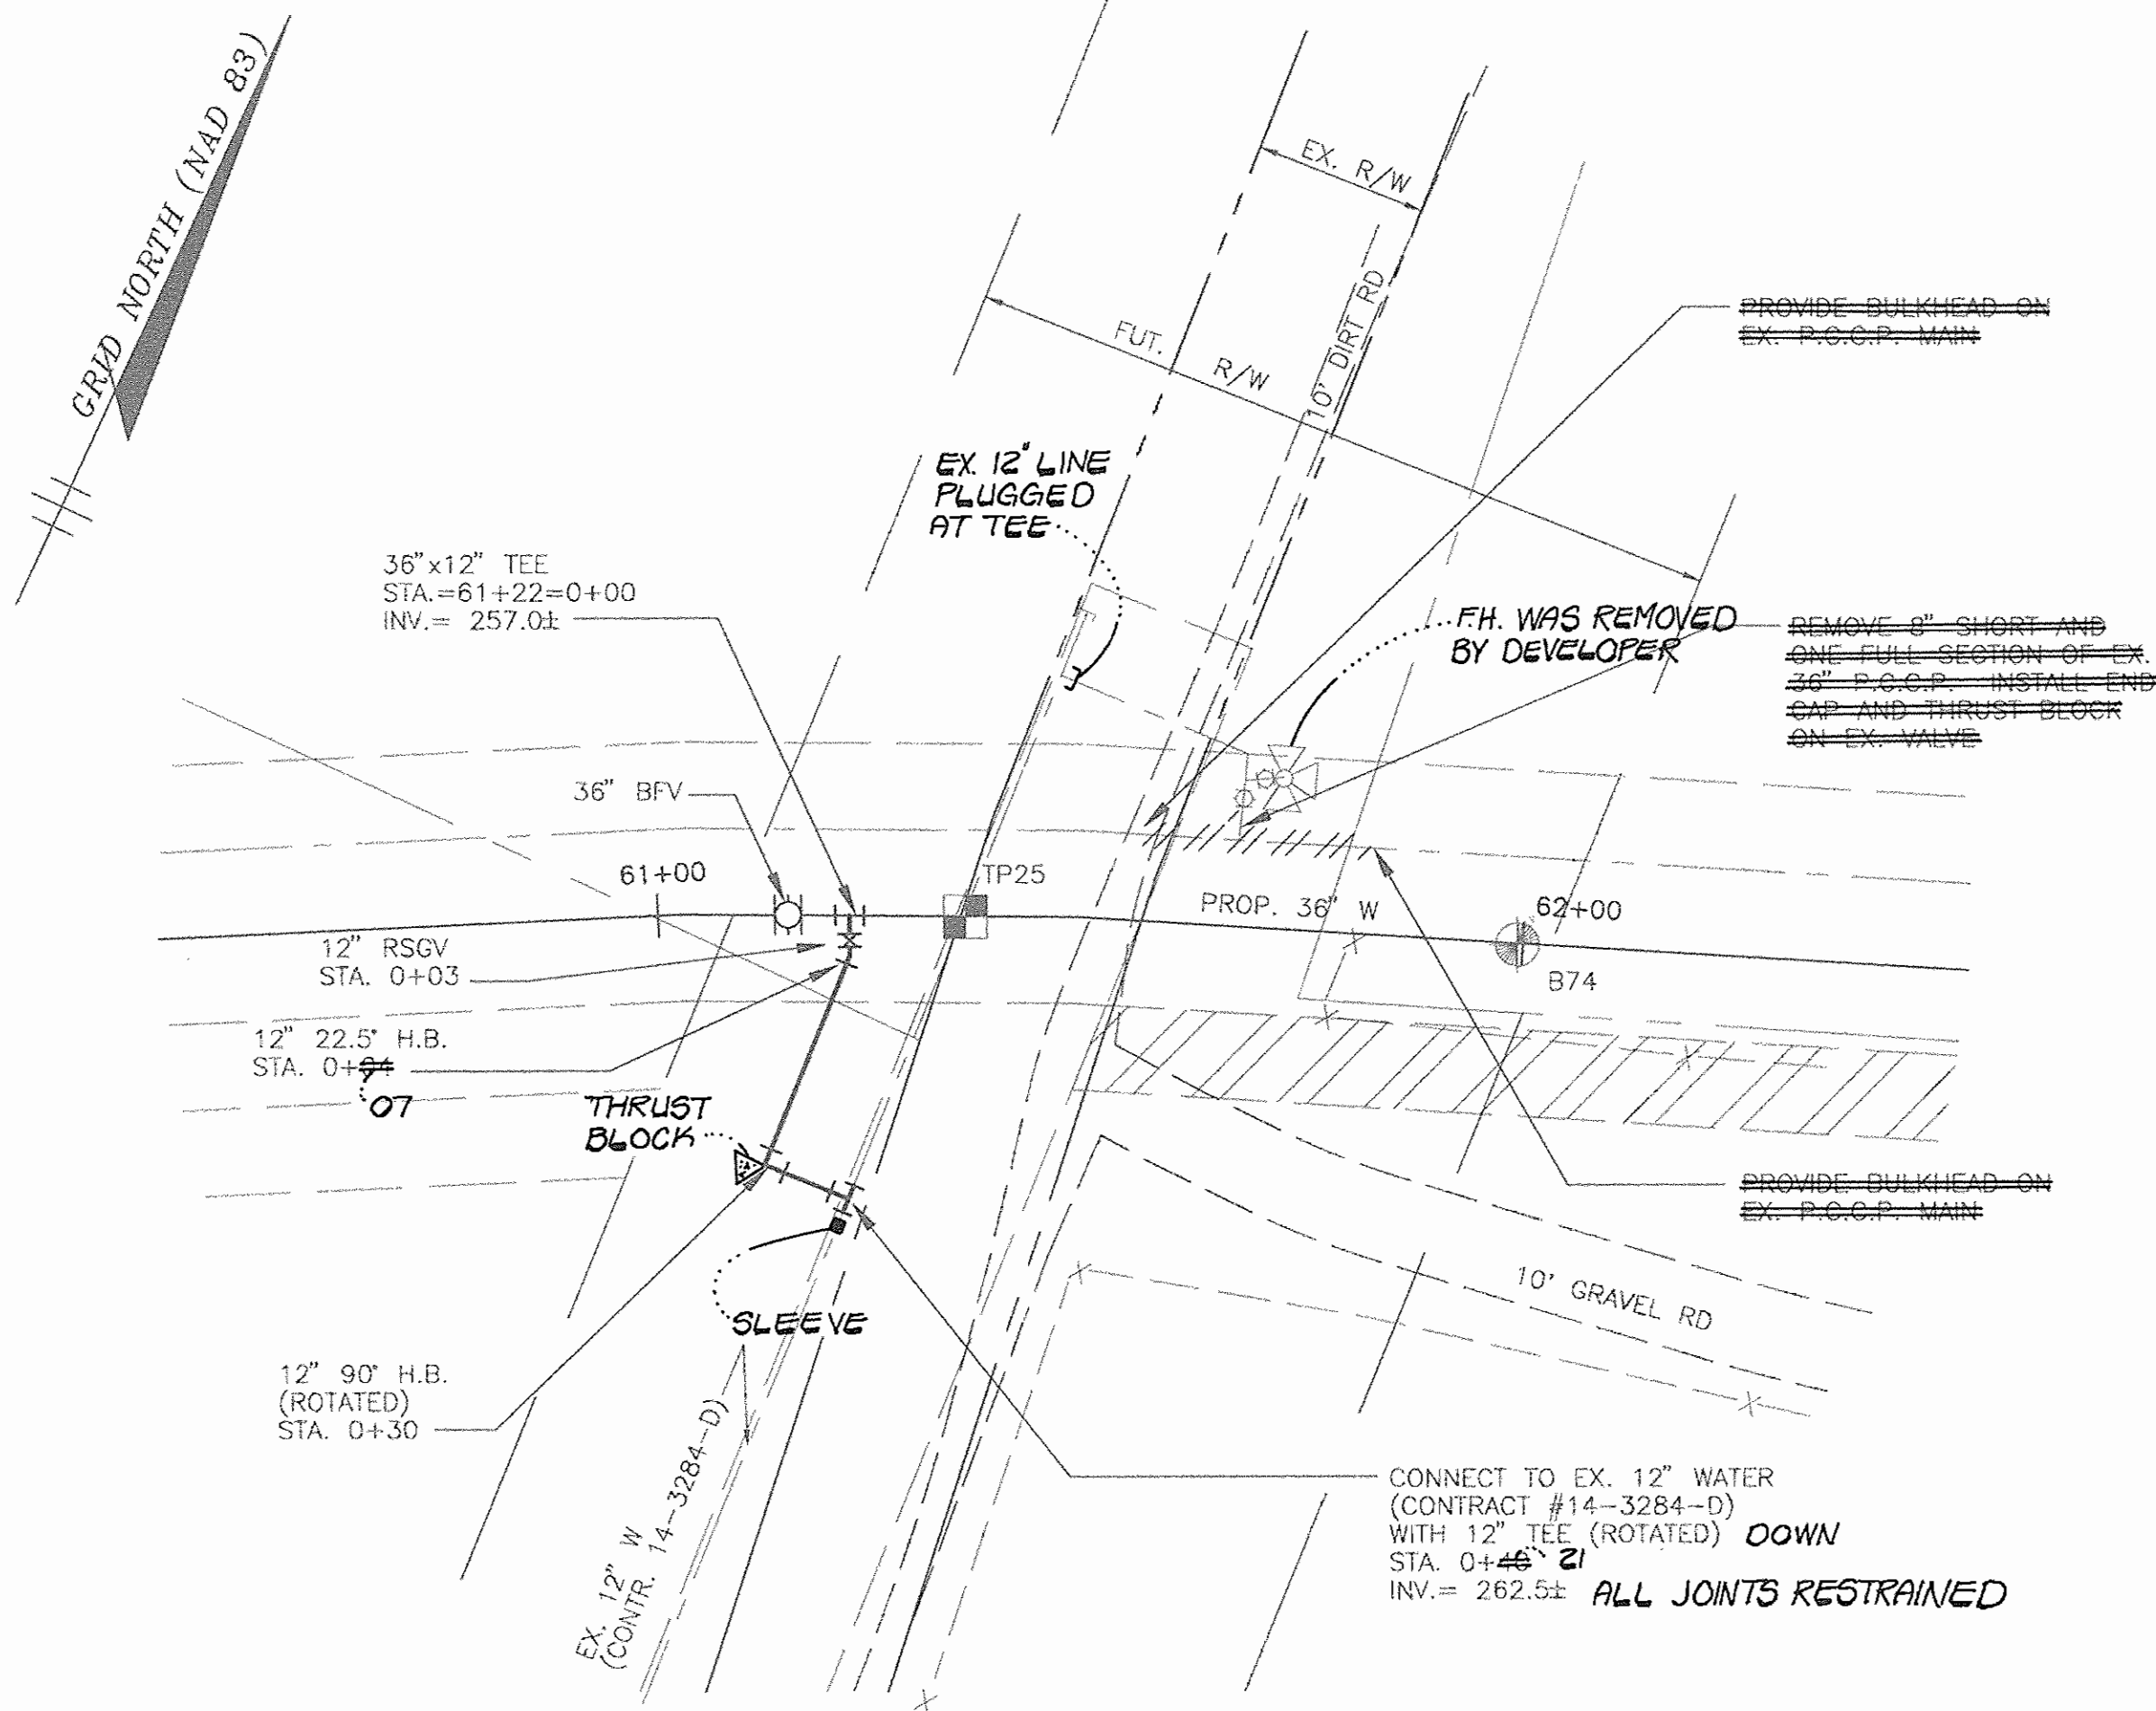 GRID NORTH (NAD 83)
EX. R/W
FUT.
R/W
10' DIRT RD
PROVIDE BULKHEAD ON
EX. P.C.C.P. MAIN
EX. 12" LINE
PLUGGED
AT TEE
36"x12" TEE
STA.=61+22=0+00
INV.= 257.0±
F.H. WAS REMOVED
BY DEVELOPER
REMOVE 8" SHORT AND
ONE FULL SECTION OF EX.
36" P.C.C.P. INSTALL END
CAP AND THRUST BLOCK
ON EX. VALVE
36" BFV
61+00
TP25
PROP. 36" W
62+00
B74
12" RSGV
STA. 0+03
12" 22.5° H.B.
STA. 0+04
07
THRUST
BLOCK
PROVIDE BULKHEAD ON
EX. P.C.C.P. MAIN
10' GRAVEL RD
SLEEVE
12" 90° H.B.
(ROTATED)
STA. 0+30
EX. 12" W
(CONTR. 14-3284-D)
CONNECT TO EX. 12" WATER
(CONTRACT #14-3284-D)
WITH 12" TEE (ROTATED) DOWN
STA. 0+40 21
INV.= 262.5± ALL JOINTS RESTRAINED